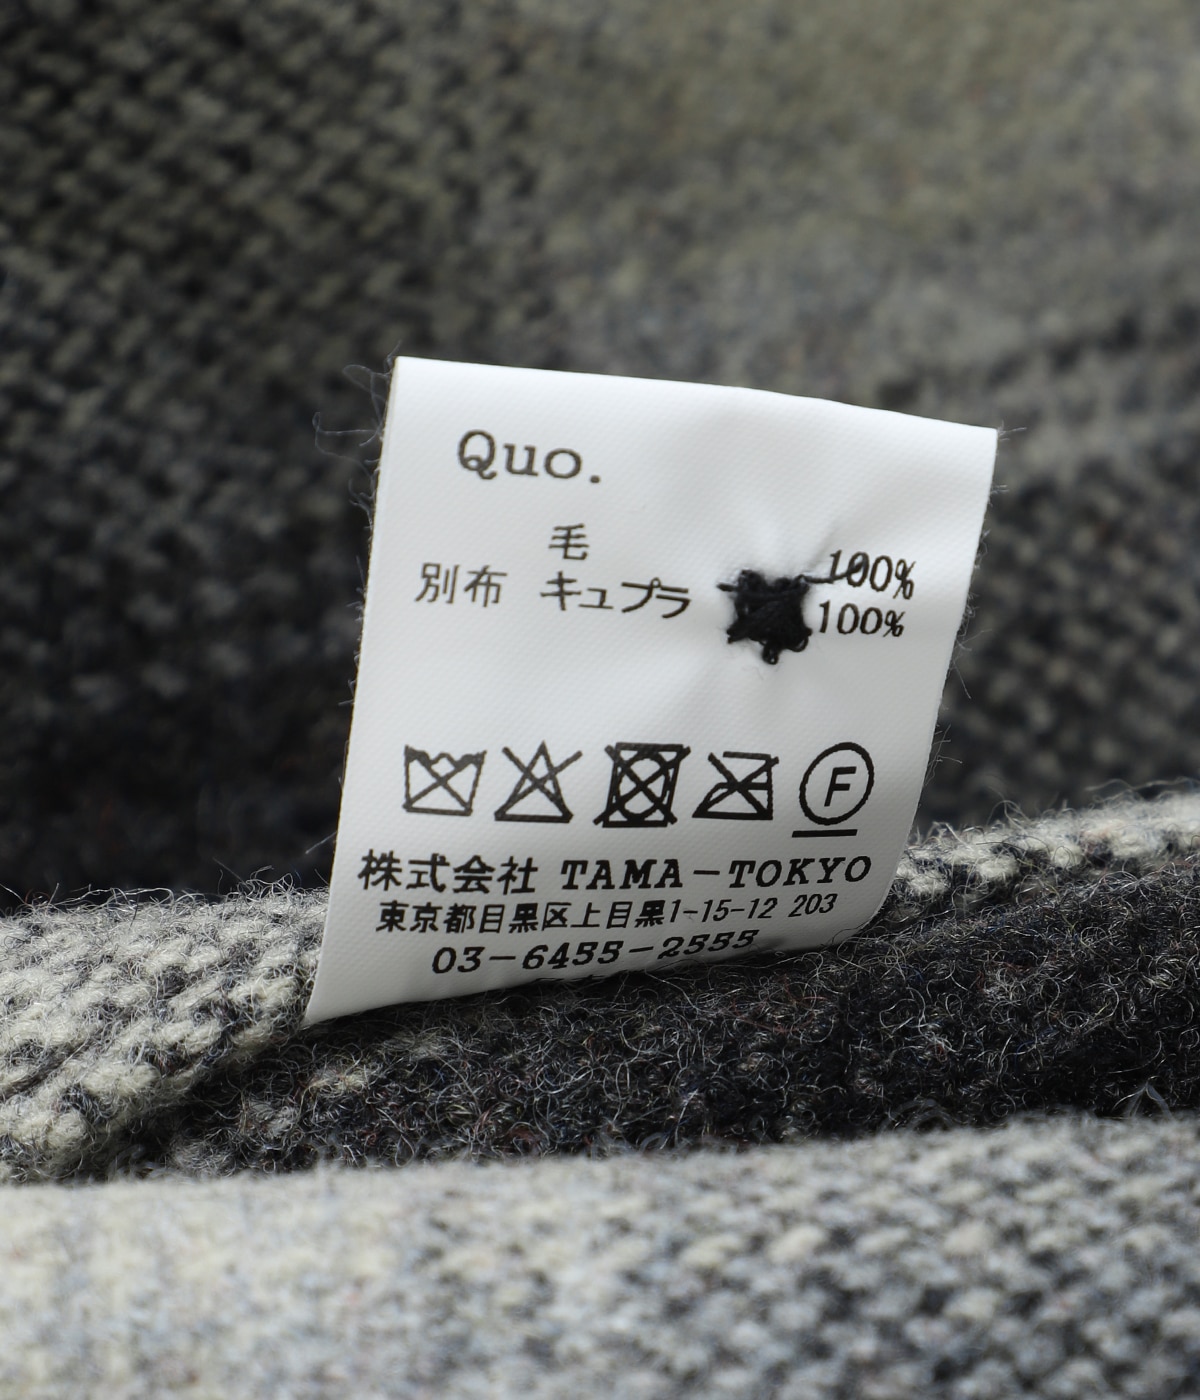 Quo.
毛 100%
別布 キュプラ 100%
F
株式会社 TAMA-TOKYO
東京都目黒区上目黒1-15-12 203
03-6455-2555